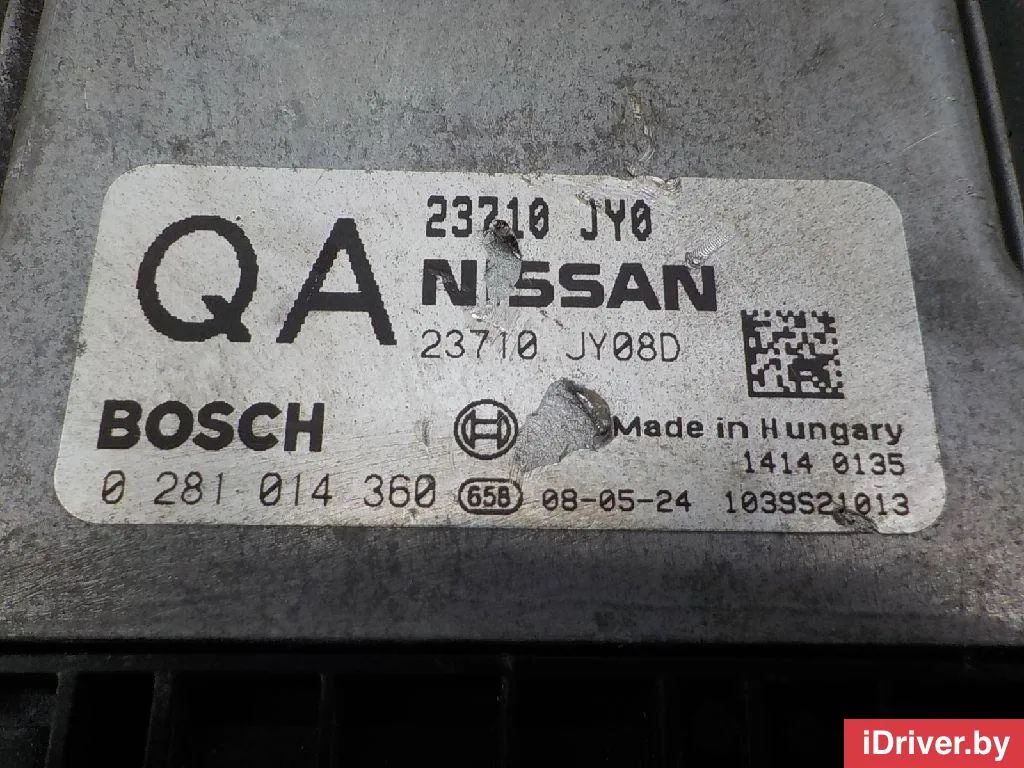 QA
23710 JY0
NISSAN
23710 JY08D
BOSCH
Made in Hungary
1414 0135
0 281 014 360 658 08-05-24 1039S21013
iDriver.by